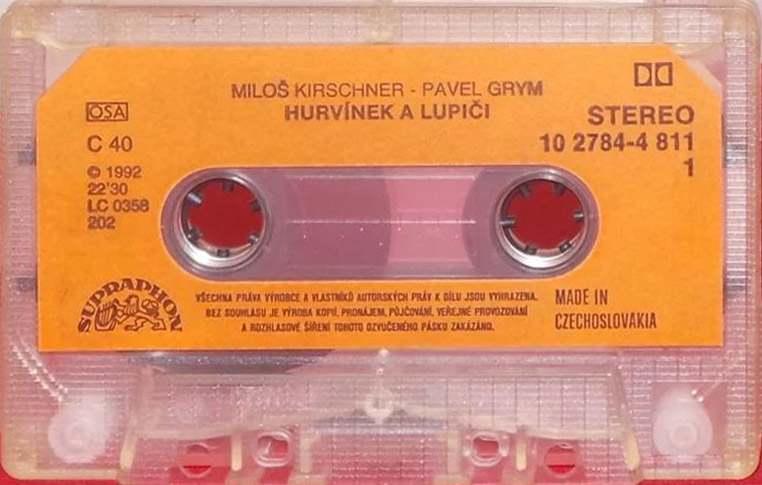 MILOŠ KIRSCHNER - PAVEL GRYM
HURVÍNEK A LUPIČI
OSA
C 40
© 1992
22'30
LC 0358
202
STEREO
10 2784-4 811
1
SUPRAPHON
VŠECHNA PRÁVA VÝROBCE A VLASTNÍKŮ AUTORSKÝCH PRÁV K DÍLU JSOU VYHRAZENA.
BEZ SOUHLASU JE VÝROBA KOPIÍ, PRONÁJEM, PŮJČOVÁNÍ, VEŘEJNÉ PROVOZOVÁNÍ
A ROZHLASOVÉ ŠÍŘENÍ TOHOTO OZVUČENÉHO PÁSKU ZAKÁZÁNO.
MADE IN
CZECHOSLOVAKIA